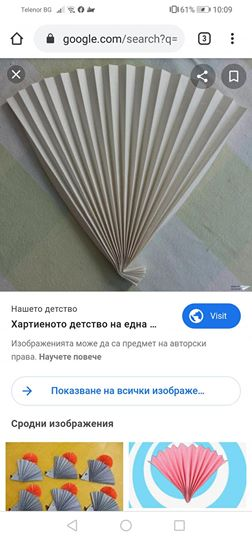 Telenor BG 61% 10:09
google.com/search?q= 3
Нашето детство
Хартиеното детство на една ...
Visit
Изображенията може да са предмет на авторски
права. Научете повече
Показване на всички изображе...
Сродни изображения